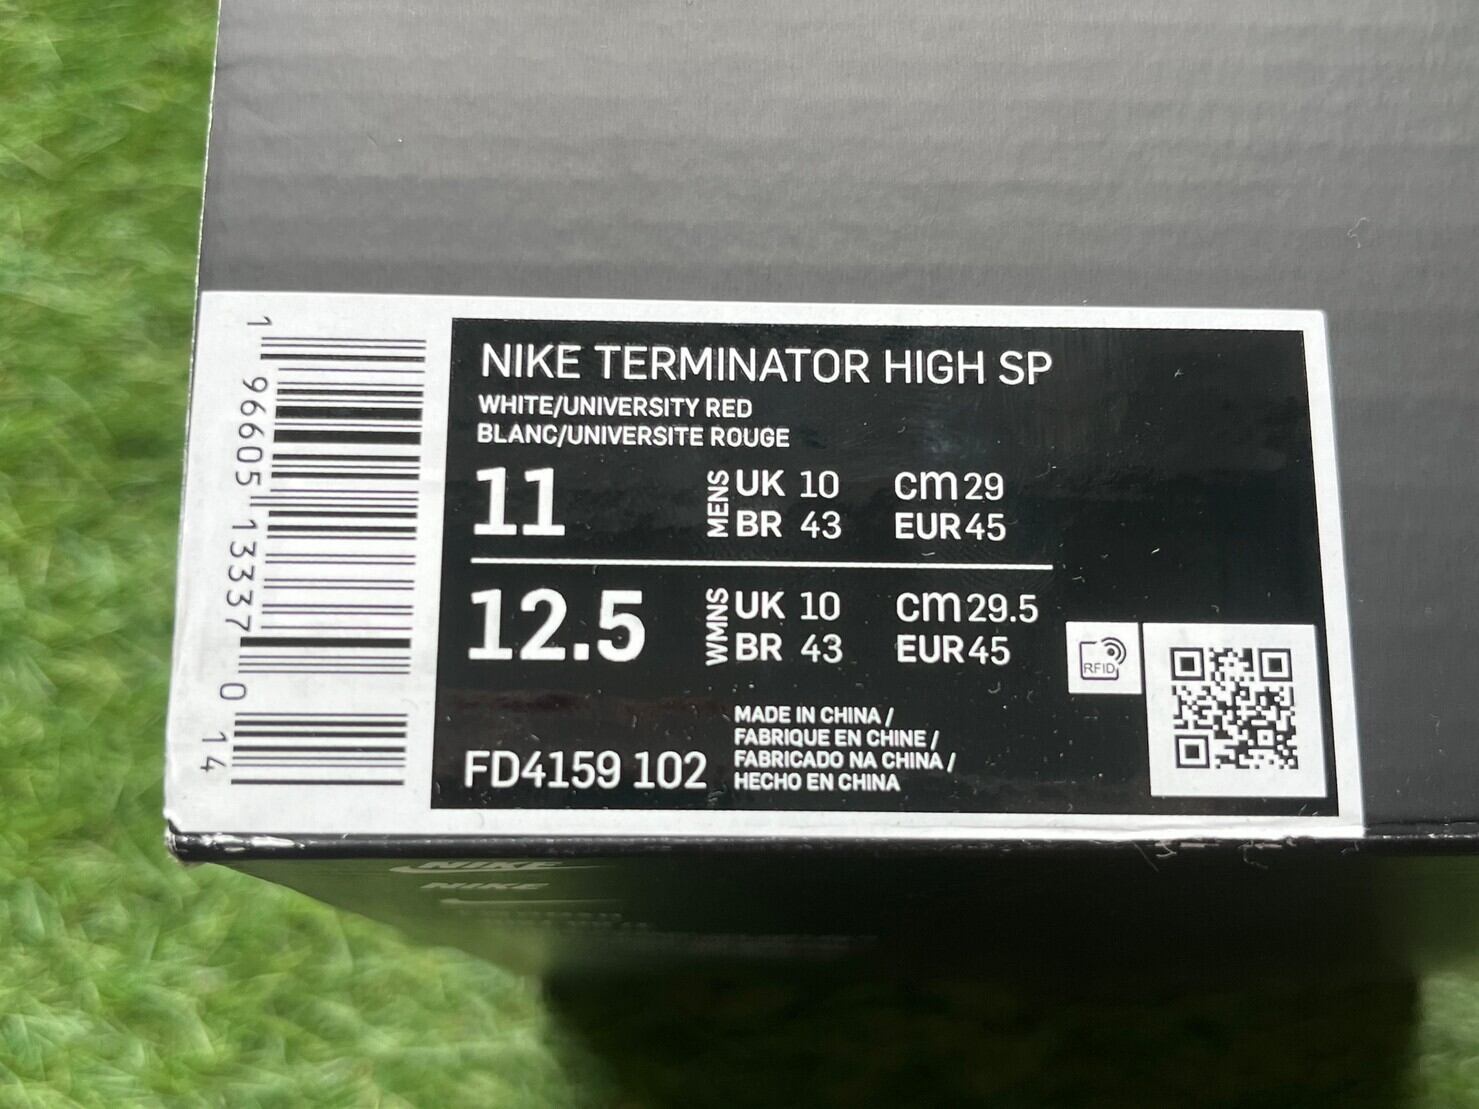 NIKE TERMINATOR HIGH SP
WHITE/UNIVERSITY RED
BLANC/UNIVERSITE ROUGE
11 MENS UK 10 cm 29
BR 43 EUR 45
12.5 WMNS UK 10 cm 29.5
BR 43 EUR 45
RFID
FD4159 102
MADE IN CHINA /
FABRIQUE EN CHINE /
FABRICADO NA CHINA /
HECHO EN CHINA
1 96605 13337 0 14
NIKE
NIKE